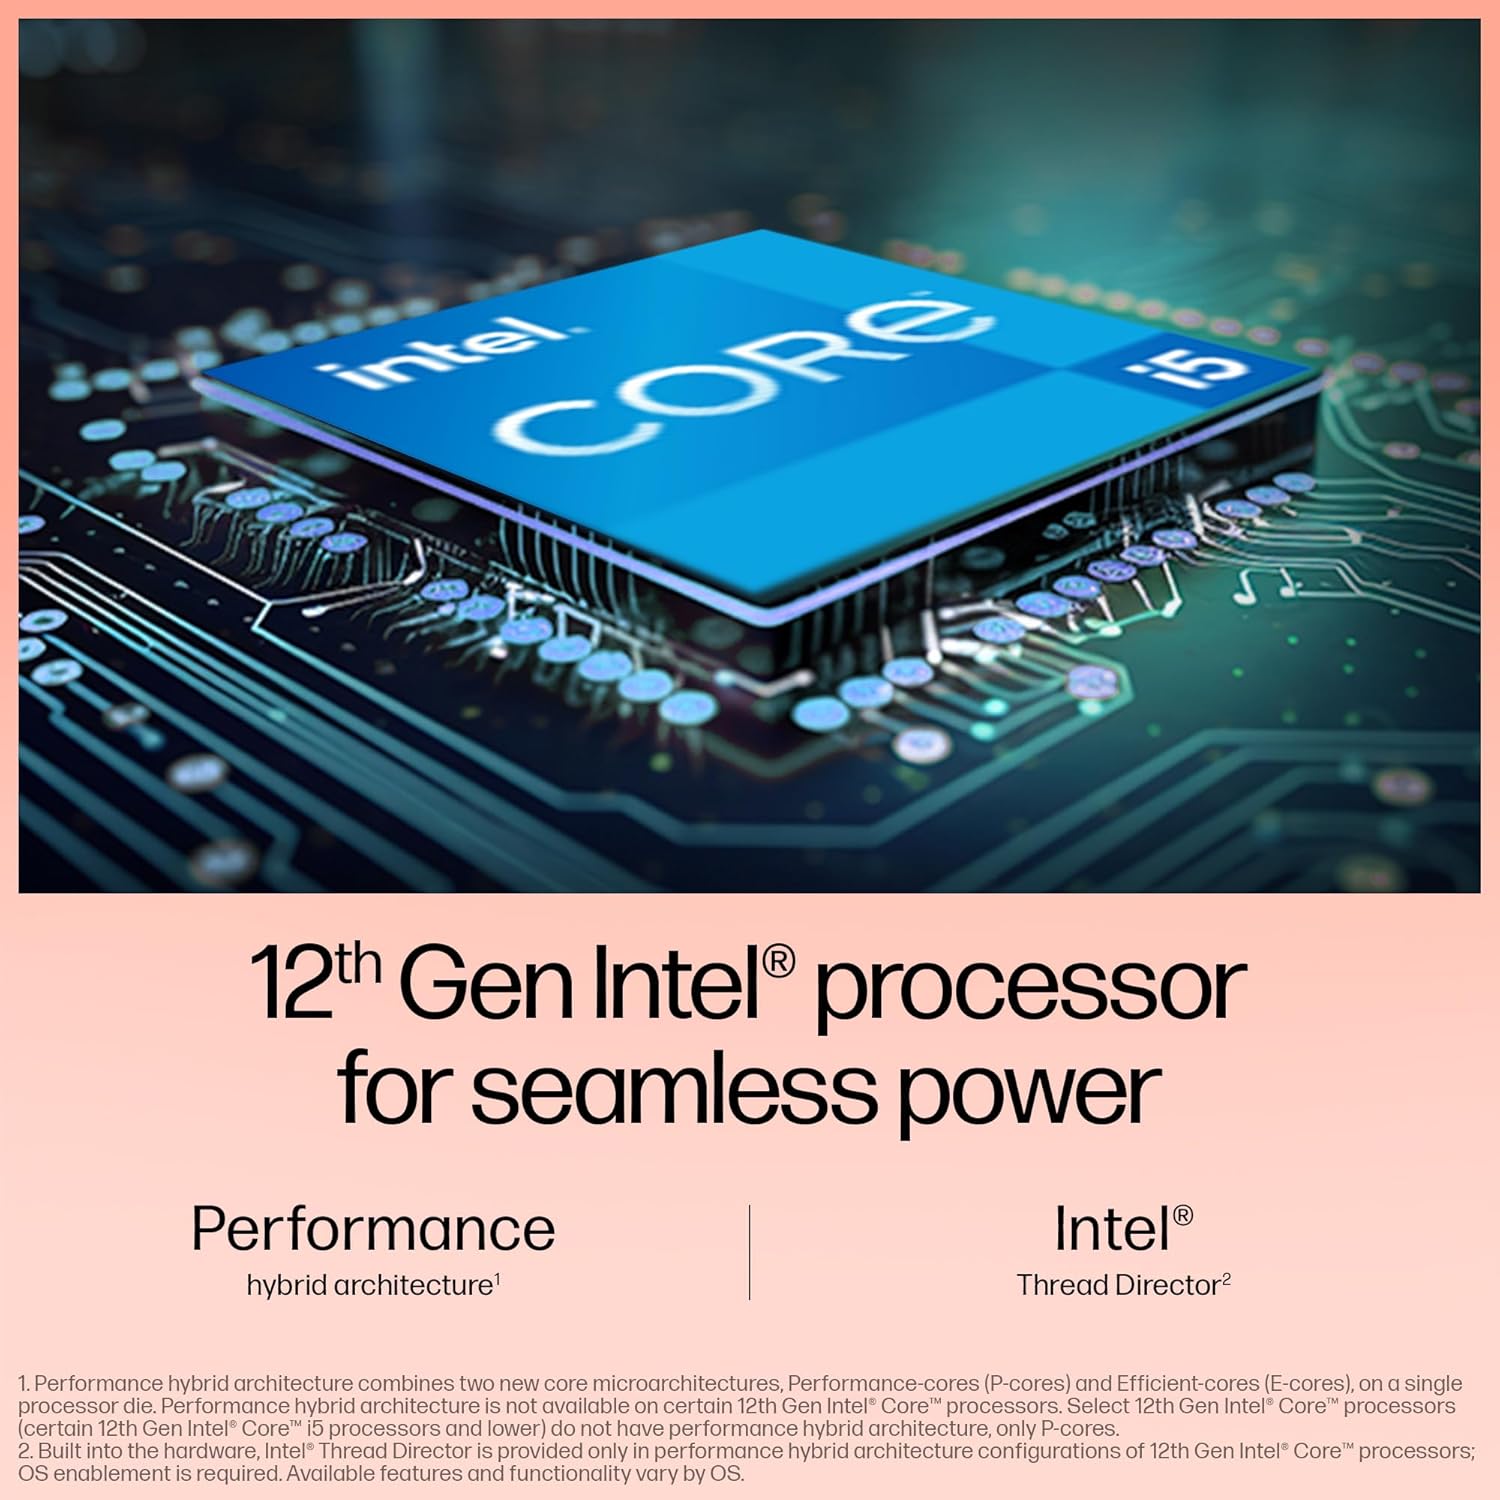 intel.
CORE
i5
12th Gen Intel® processor
for seamless power
Performance
hybrid architecture1
Intel®
Thread Director2
1. Performance hybrid architecture combines two new core microarchitectures, Performance-cores (P-cores) and Efficient-cores (E-cores), on a single
processor die. Performance hybrid architecture is not available on certain 12th Gen Intel® Core™ processors. Select 12th Gen Intel® Core™ processors
(certain 12th Gen Intel® Core™ i5 processors and lower) do not have performance hybrid architecture, only P-cores.
2. Built into the hardware, Intel® Thread Director is provided only in performance hybrid architecture configurations of 12th Gen Intel® Core™ processors;
OS enablement is required. Available features and functionality vary by OS.